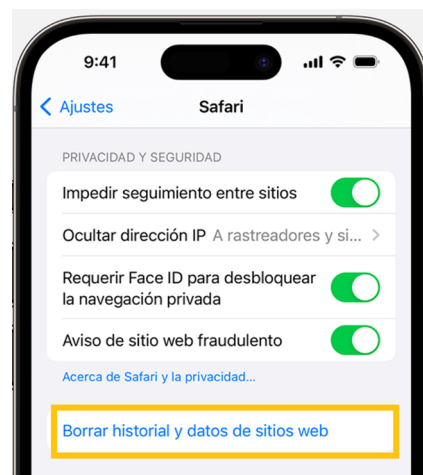 9:41
Ajustes
Safari
PRIVACIDAD Y SEGURIDAD
Impedir seguimiento entre sitios
Ocultar dirección IP A rastreadores y si...
Requerir Face ID para desbloquear
la navegación privada
Aviso de sitio web fraudulento
Acerca de Safari y la privacidad...
Borrar historial y datos de sitios web